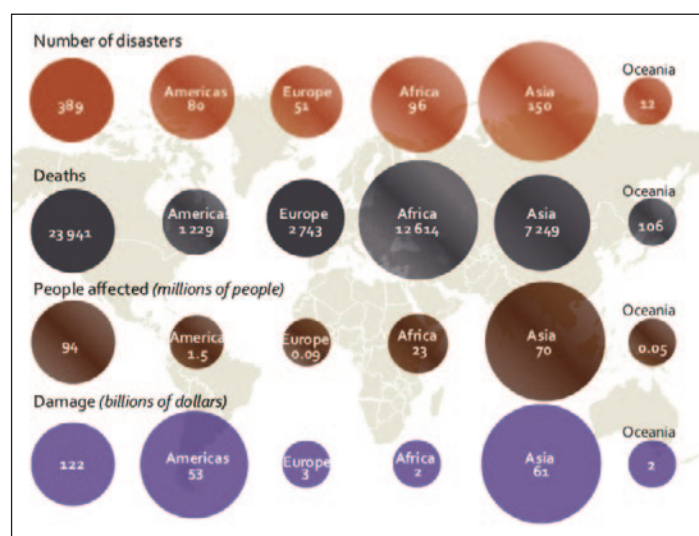 Number of disasters
389
Americas
80
Europe
51
Africa
96
Asia
150
Oceania
12
Deaths
23 941
Americas
1 229
Europe
2 743
Africa
12 614
Asia
7 249
Oceania
106
People affected (millions of people)
94
Americas
1.5
Europe
0.09
Africa
23
Asia
70
Oceania
0.05
Damage (billions of dollars)
122
Americas
53
Europe
3
Africa
2
Asia
61
Oceania
2